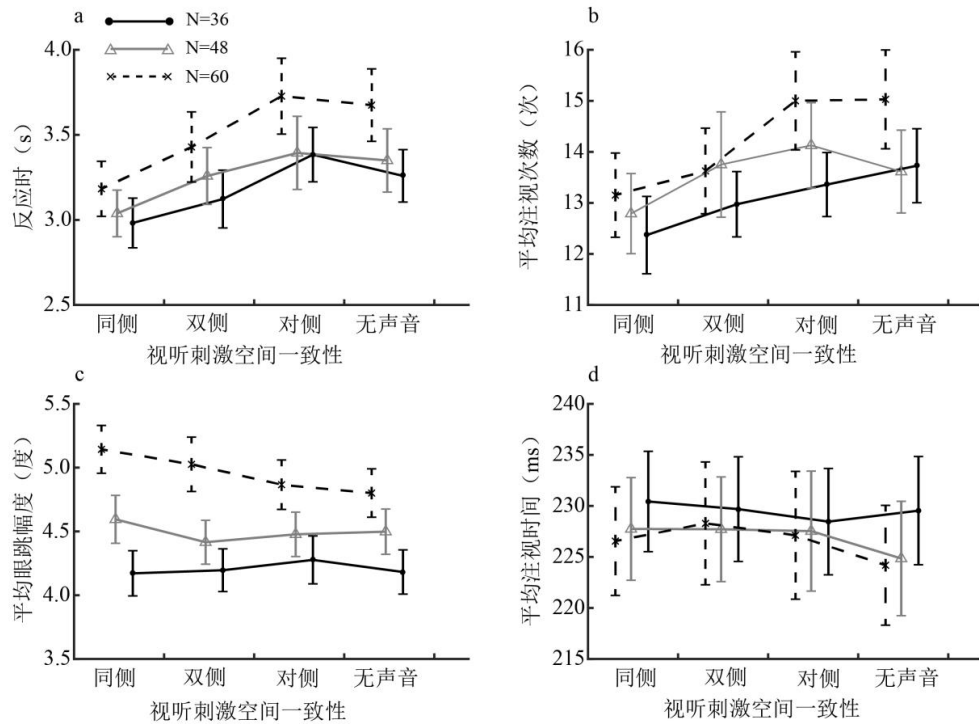 a
N=36
N=48
N=60
4.0
3.5
3.0
2.5
反应时（s）
同侧 双侧 对侧 无声音
视听刺激空间一致性
b
16
15
14
13
12
11
平均注视次数（次）
同侧 双侧 对侧 无声音
视听刺激空间一致性
c
5.0
4.5
4.0
3.5
平均眼跳幅度（度）
同侧 双侧 对侧 无声音
视听刺激空间一致性
d
240
235
230
225
220
215
平均注视时间（ms）
同侧 双侧 对侧 无声音
视听刺激空间一致性